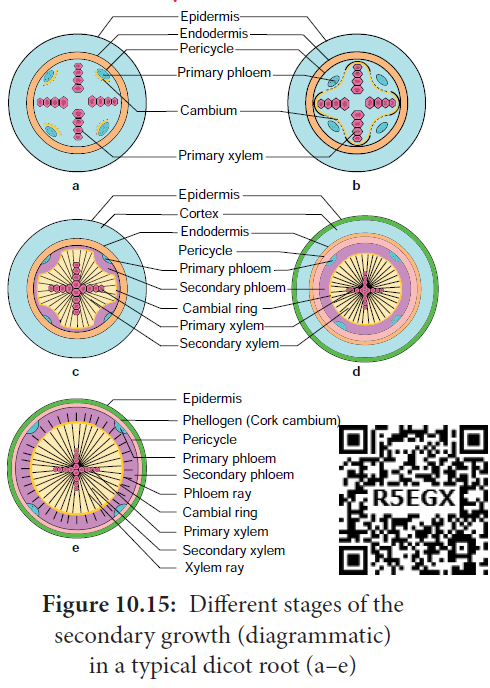 Epidermis
Endodermis
Pericycle
Primary phloem
Cambium
Primary xylem
a
b
Epidermis
Cortex
Endodermis
Pericycle
Primary phloem
Secondary phloem
Cambial ring
Primary xylem
Secondary xylem
c
d
Epidermis
Phellogen (Cork cambium)
Pericycle
Primary phloem
Secondary phloem
Phloem ray
Cambial ring
Primary xylem
Secondary xylem
Xylem ray
e
R5EGX
Figure 10.15: Different stages of the
secondary growth (diagrammatic)
in a typical dicot root (a–e)